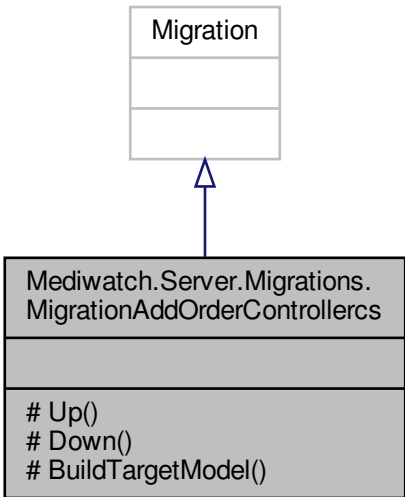 Migration
Mediwatch.Server.Migrations.
MigrationAddOrderControllercs
# Up()
# Down()
# BuildTargetModel()